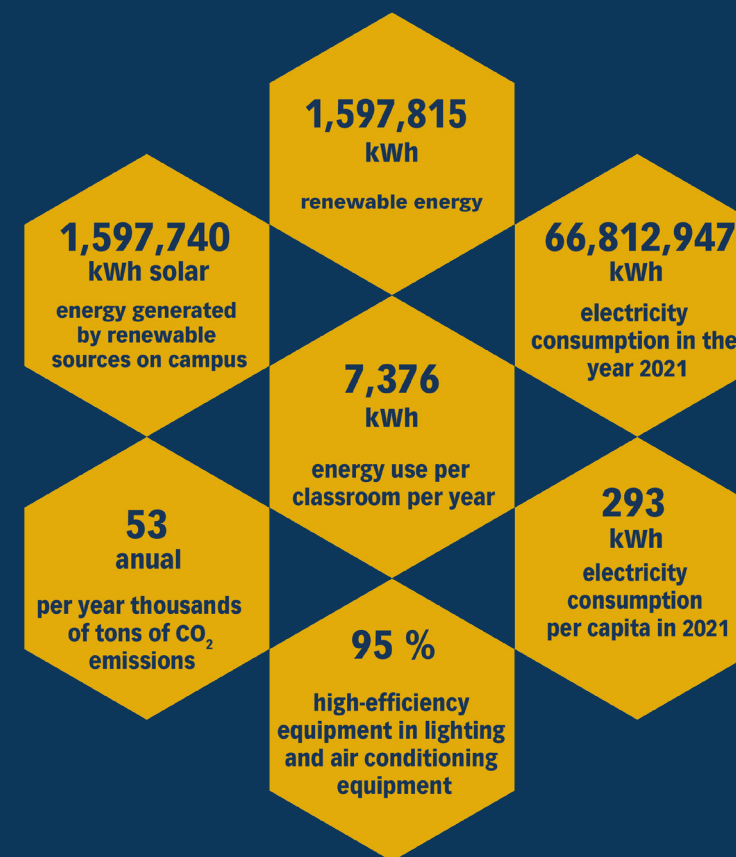 1,597,815
kWh
renewable energy
1,597,740
kWh solar
energy generated
by renewable
sources on campus
66,812,947
kWh
electricity
consumption in the
year 2021
7,376
kWh
energy use per
classroom per year
53
anual
per year thousands
of tons of CO₂
emissions
293
kWh
electricity
consumption
per capita in 2021
95 %
high-efficiency
equipment in lighting
and air conditioning
equipment